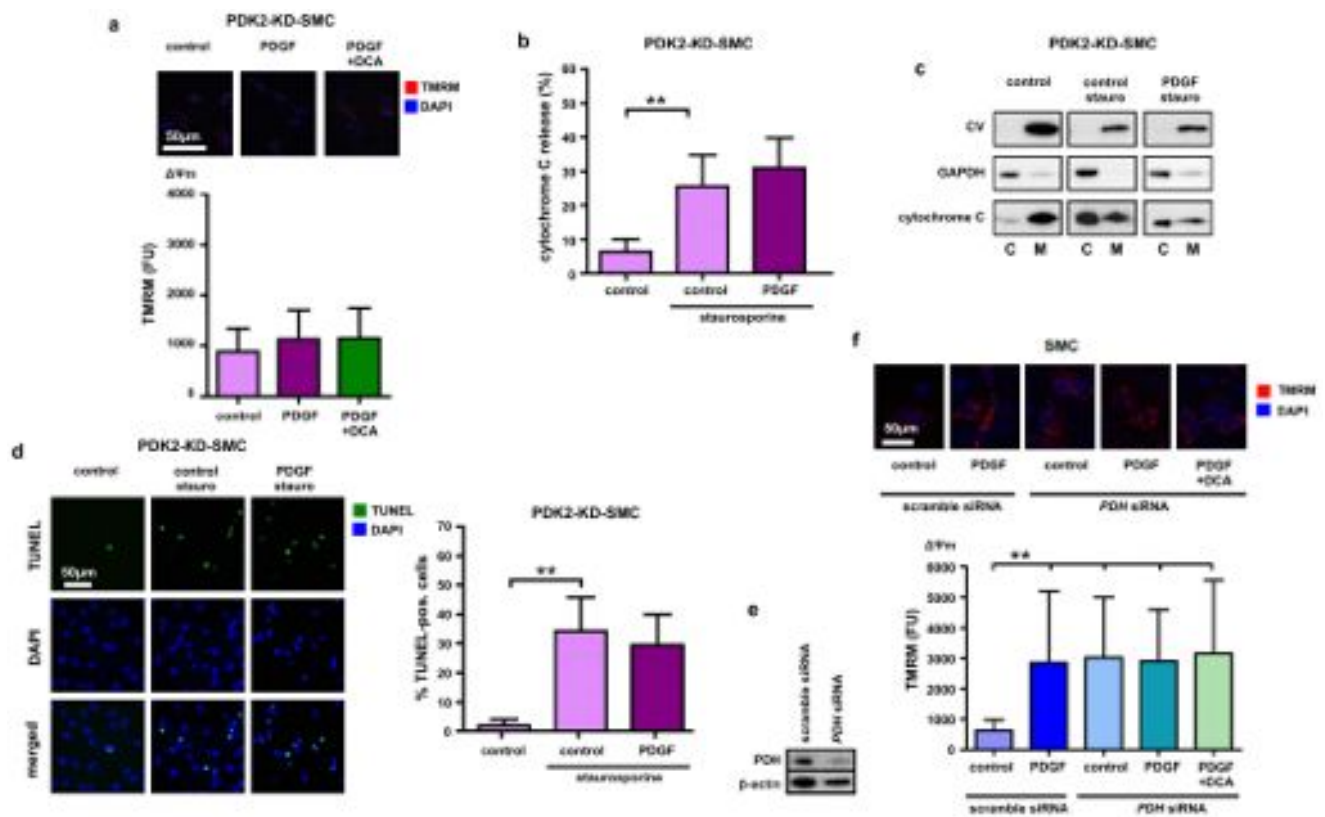 a
PDK2-KD-SMC
control PDGF PDGF
+DCA
TMRM
DAPI
50μm
ΔΨm
4000
3000
2000
1000
0
TMRM (FU)
control PDGF PDGF
+DCA
b
PDK2-KD-SMC
60
50
40
30
20
10
0
cytochrome C release (%)
**
control control PDGF
staurosporine
c
PDK2-KD-SMC
control control PDGF
stauro stauro
CV
GAPDH
cytochrome C
C M C M C M
d
PDK2-KD-SMC
control control PDGF
stauro stauro
TUNEL
DAPI
TUNEL
50μm
DAPI
merged
PDK2-KD-SMC
70
60
50
40
30
20
10
0
% TUNEL-pos. cells
**
control control PDGF
staurosporine
e
scramble siRNA
PDH siRNA
PDH
β-actin
f
SMC
TMRM
DAPI
50μm
control PDGF control PDGF PDGF
+DCA
scramble siRNA PDH siRNA
ΔΨm
6000
5000
4000
3000
2000
1000
0
TMRM (FU)
**
control PDGF control PDGF PDGF
+DCA
scramble siRNA PDH siRNA